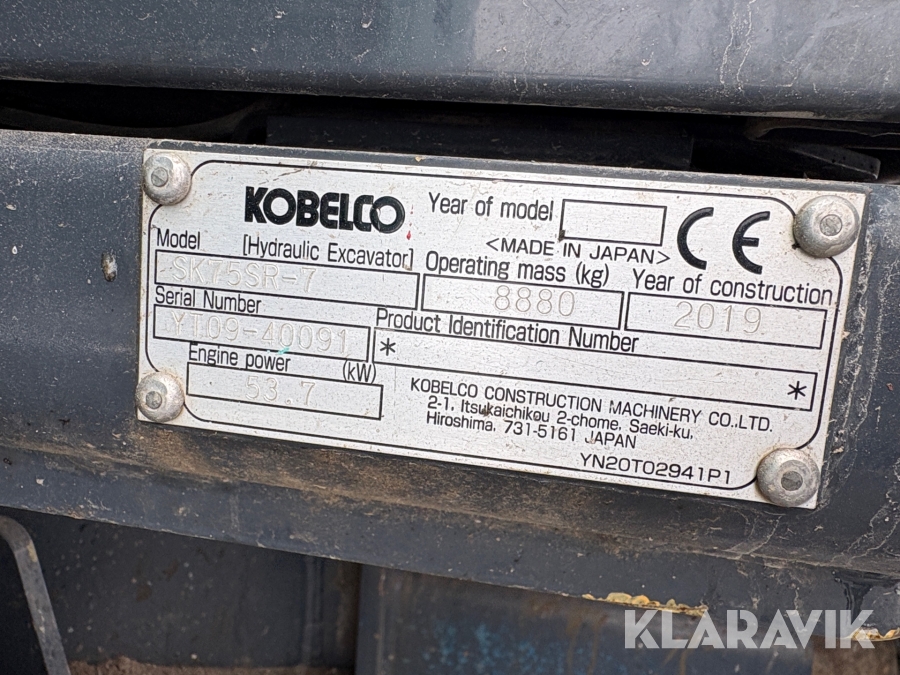 KOBELCO
Year of model
CE
<MADE IN JAPAN>
Model [Hydraulic Excavator] Operating mass (kg) Year of construction
SK75SR-7 8880 2019
Serial Number Product Identification Number
YT09-40091 * *
Engine power (kW)
53.7
KOBELCO CONSTRUCTION MACHINERY CO.,LTD.
2-1, Itsukaichikou 2-chome, Saeki-ku,
Hiroshima, 731-5161 JAPAN
YN20T02941P1
KLARAVIK